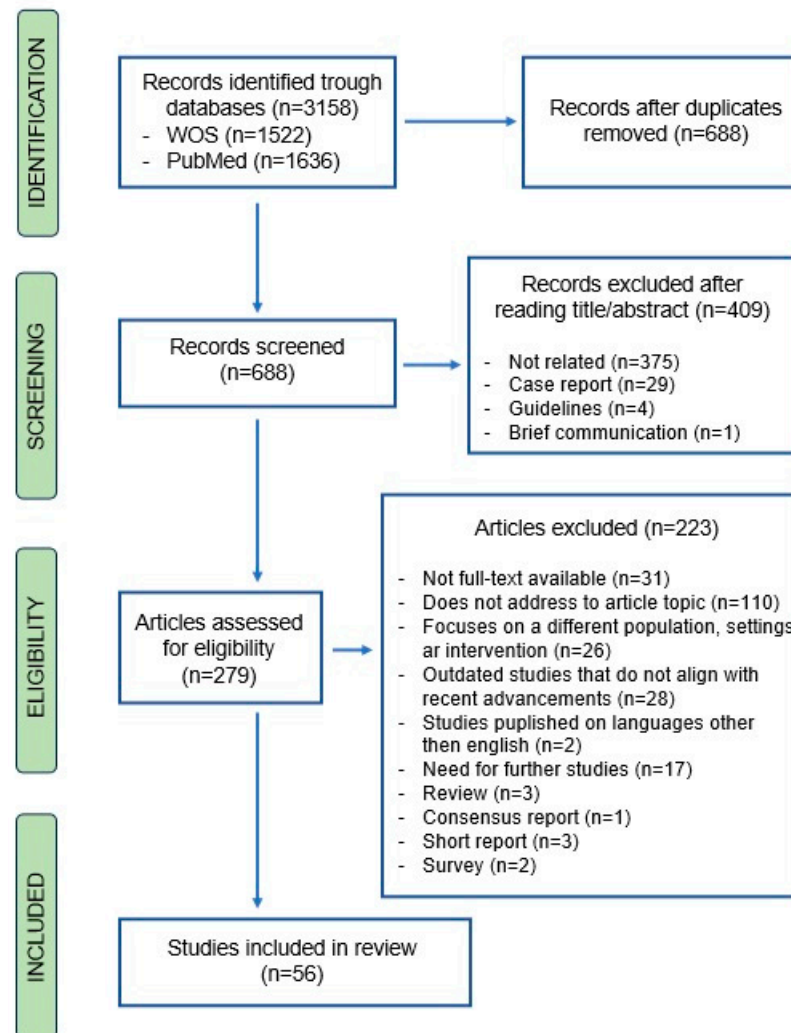 IDENTIFICATION
Records identified trough
databases (n=3158)
- WOS (n=1522)
- PubMed (n=1636)
Records after duplicates
removed (n=688)
SCREENING
Records screened
(n=688)
Records excluded after
reading title/abstract (n=409)
- Not related (n=375)
- Case report (n=29)
- Guidelines (n=4)
- Brief communication (n=1)
ELIGIBILITY
Articles assessed
for eligibility
(n=279)
Articles excluded (n=223)
- Not full-text available (n=31)
- Does not address to article topic (n=110)
- Focuses on a different population, settings
ar intervention (n=26)
- Outdated studies that do not align with
recent advancements (n=28)
- Studies puplished on languages other
then english (n=2)
- Need for further studies (n=17)
- Review (n=3)
- Consensus report (n=1)
- Short report (n=3)
- Survey (n=2)
INCLUDED
Studies included in review
(n=56)